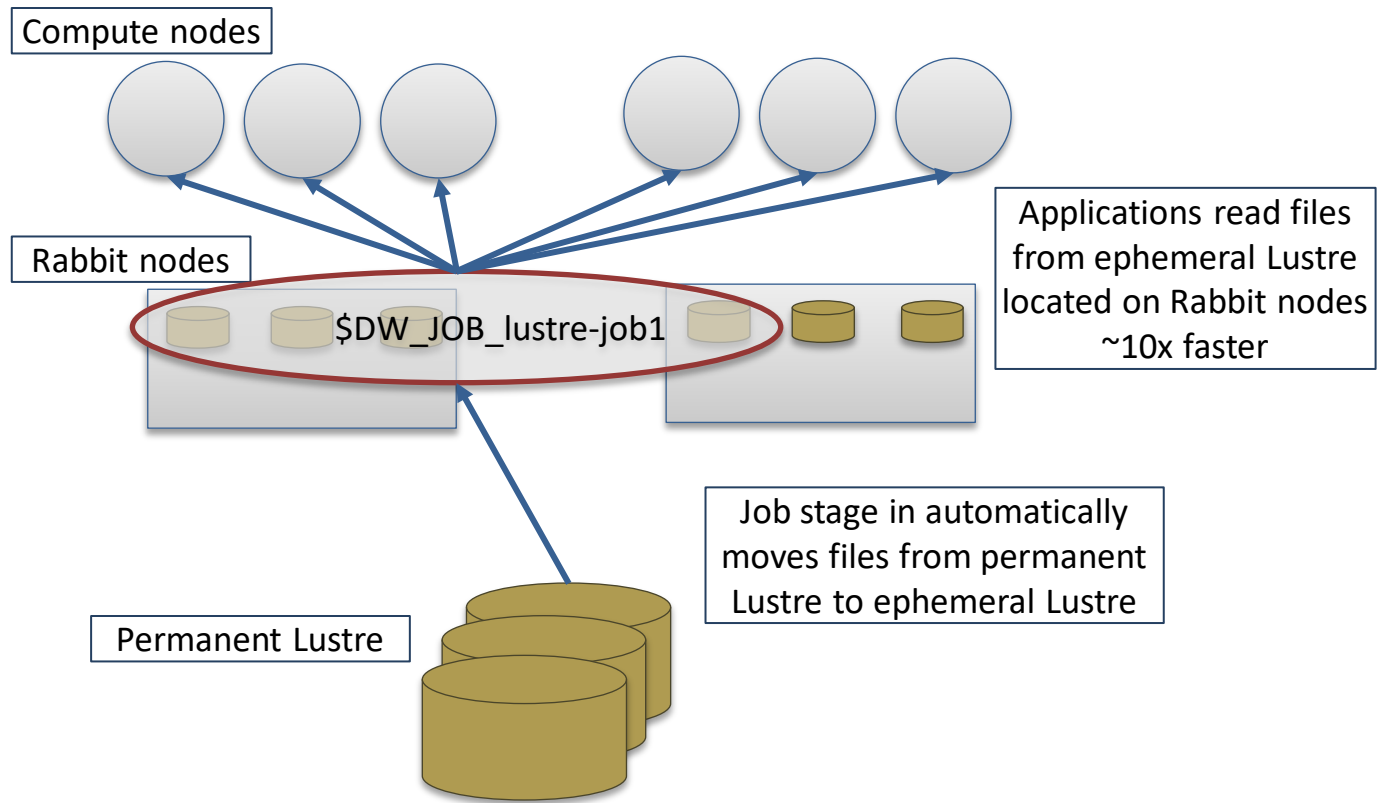 Compute nodes
Rabbit nodes
$DW_JOB_lustre-job1
Applications read files
from ephemeral Lustre
located on Rabbit nodes
~10x faster
Job stage in automatically
moves files from permanent
Lustre to ephemeral Lustre
Permanent Lustre